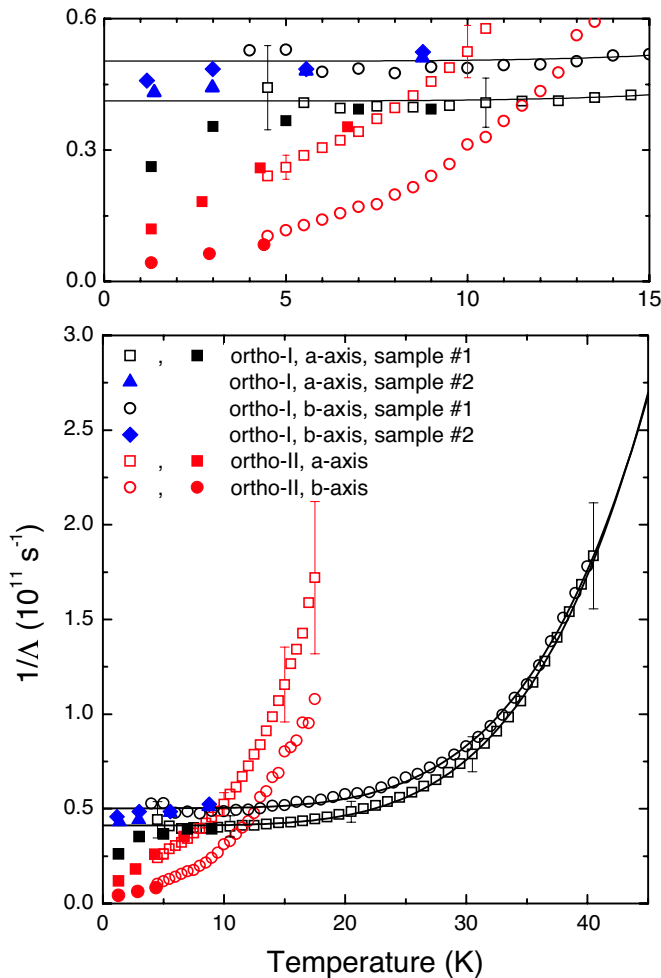 0.6
0.3
0.0
0 5 10 15
3.0
2.5
2.0
1.5
1.0
0.5
0.0
1/Λ (10¹¹ s⁻¹)
, ortho-I, a-axis, sample #1
ortho-I, a-axis, sample #2
ortho-I, b-axis, sample #1
ortho-I, b-axis, sample #2
, ortho-II, a-axis
, ortho-II, b-axis
0 10 20 30 40
Temperature (K)